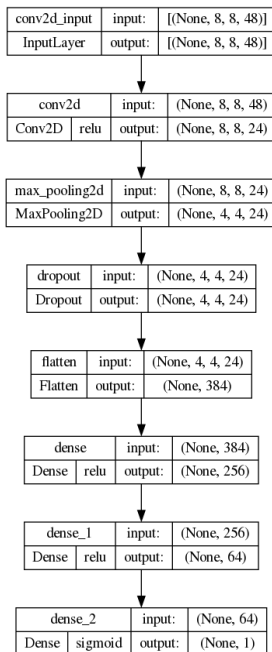 conv2d_input input: [(None, 8, 8, 48)]
InputLayer output: [(None, 8, 8, 48)]
conv2d input: (None, 8, 8, 48)
Conv2D relu output: (None, 8, 8, 24)
max_pooling2d input: (None, 8, 8, 24)
MaxPooling2D output: (None, 4, 4, 24)
dropout input: (None, 4, 4, 24)
Dropout output: (None, 4, 4, 24)
flatten input: (None, 4, 4, 24)
Flatten output: (None, 384)
dense input: (None, 384)
Dense relu output: (None, 256)
dense_1 input: (None, 256)
Dense relu output: (None, 64)
dense_2 input: (None, 64)
Dense sigmoid output: (None, 1)